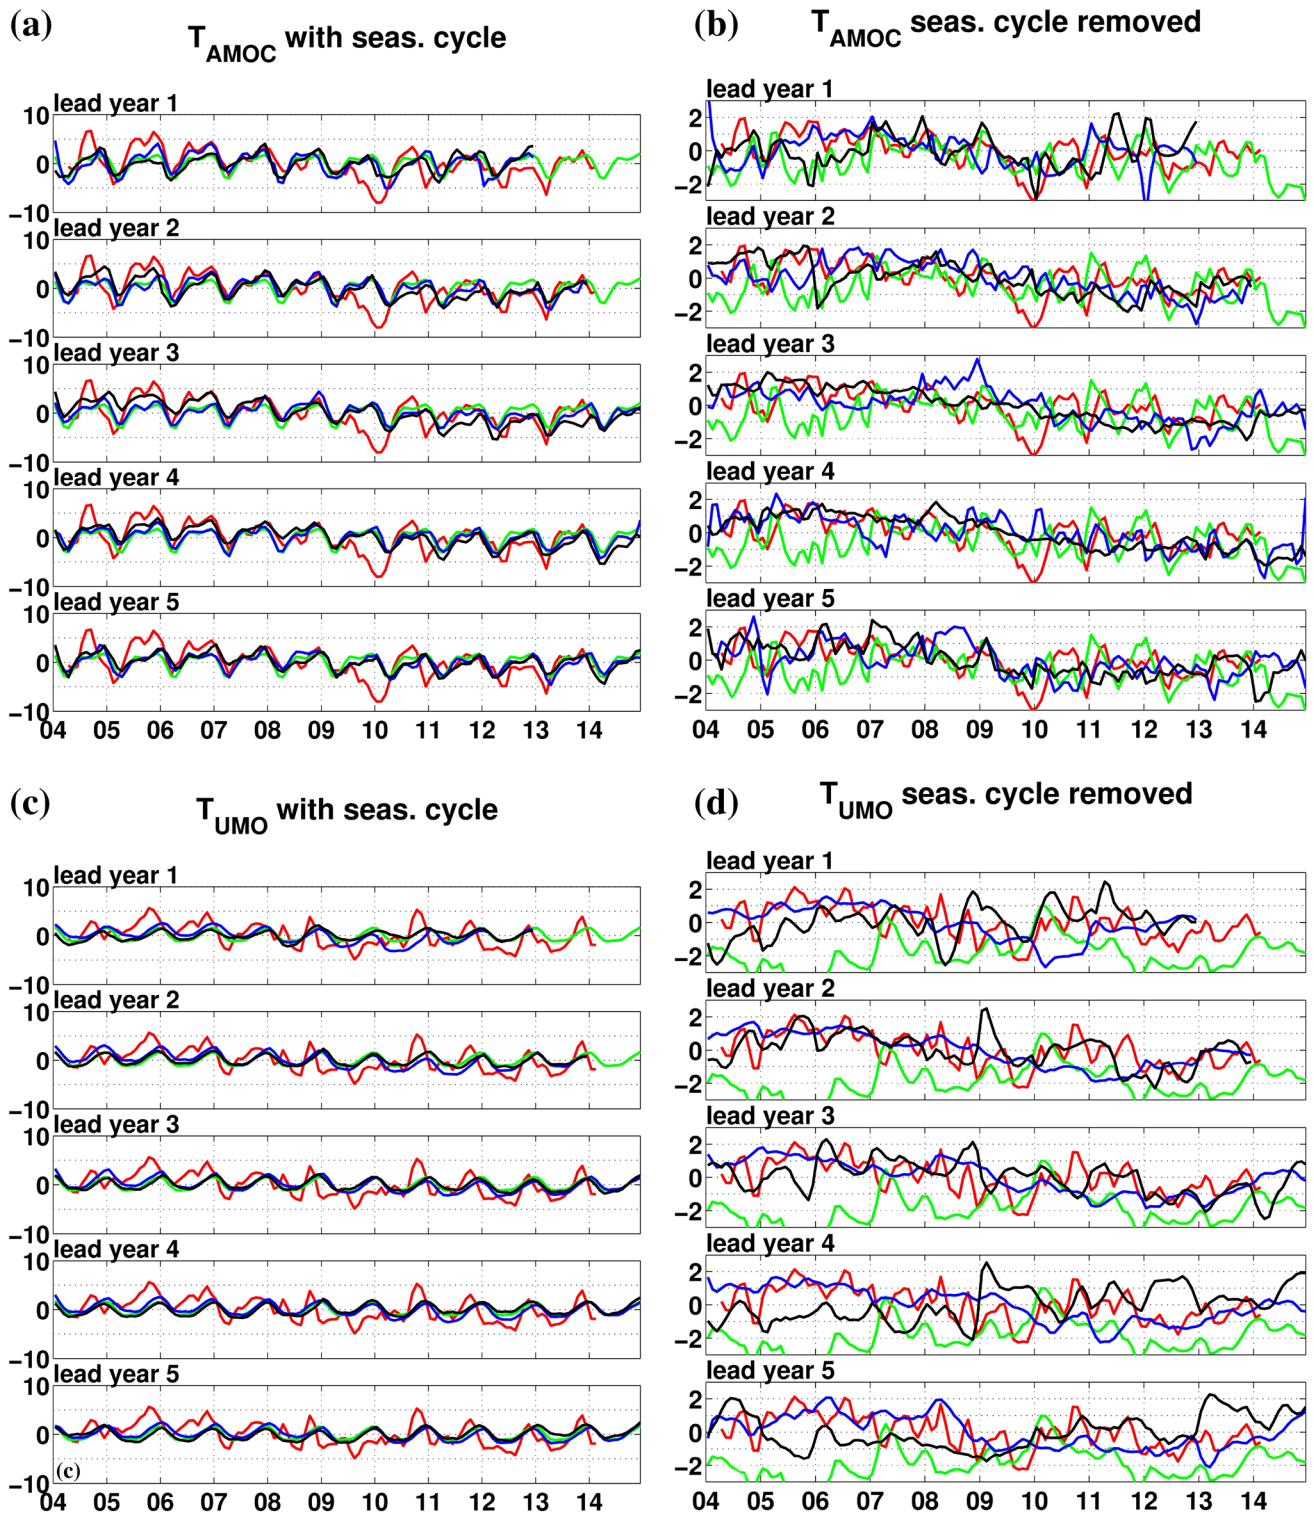 (a)
T_AMOC with seas. cycle
lead year 1
10
0
−10
lead year 2
10
0
−10
lead year 3
10
0
−10
lead year 4
10
0
−10
lead year 5
10
0
−10
04 05 06 07 08 09 10 11 12 13 14
(b)
T_AMOC seas. cycle removed
lead year 1
2
0
−2
lead year 2
2
0
−2
lead year 3
2
0
−2
lead year 4
2
0
−2
lead year 5
2
0
−2
04 05 06 07 08 09 10 11 12 13 14
(c)
T_UMO with seas. cycle
lead year 1
10
0
−10
lead year 2
10
0
−10
lead year 3
10
0
−10
lead year 4
10
0
−10
lead year 5
10
0
−10
(c)
04 05 06 07 08 09 10 11 12 13 14
(d)
T_UMO seas. cycle removed
lead year 1
2
0
−2
lead year 2
2
0
−2
lead year 3
2
0
−2
lead year 4
2
0
−2
lead year 5
2
0
−2
04 05 06 07 08 09 10 11 12 13 14